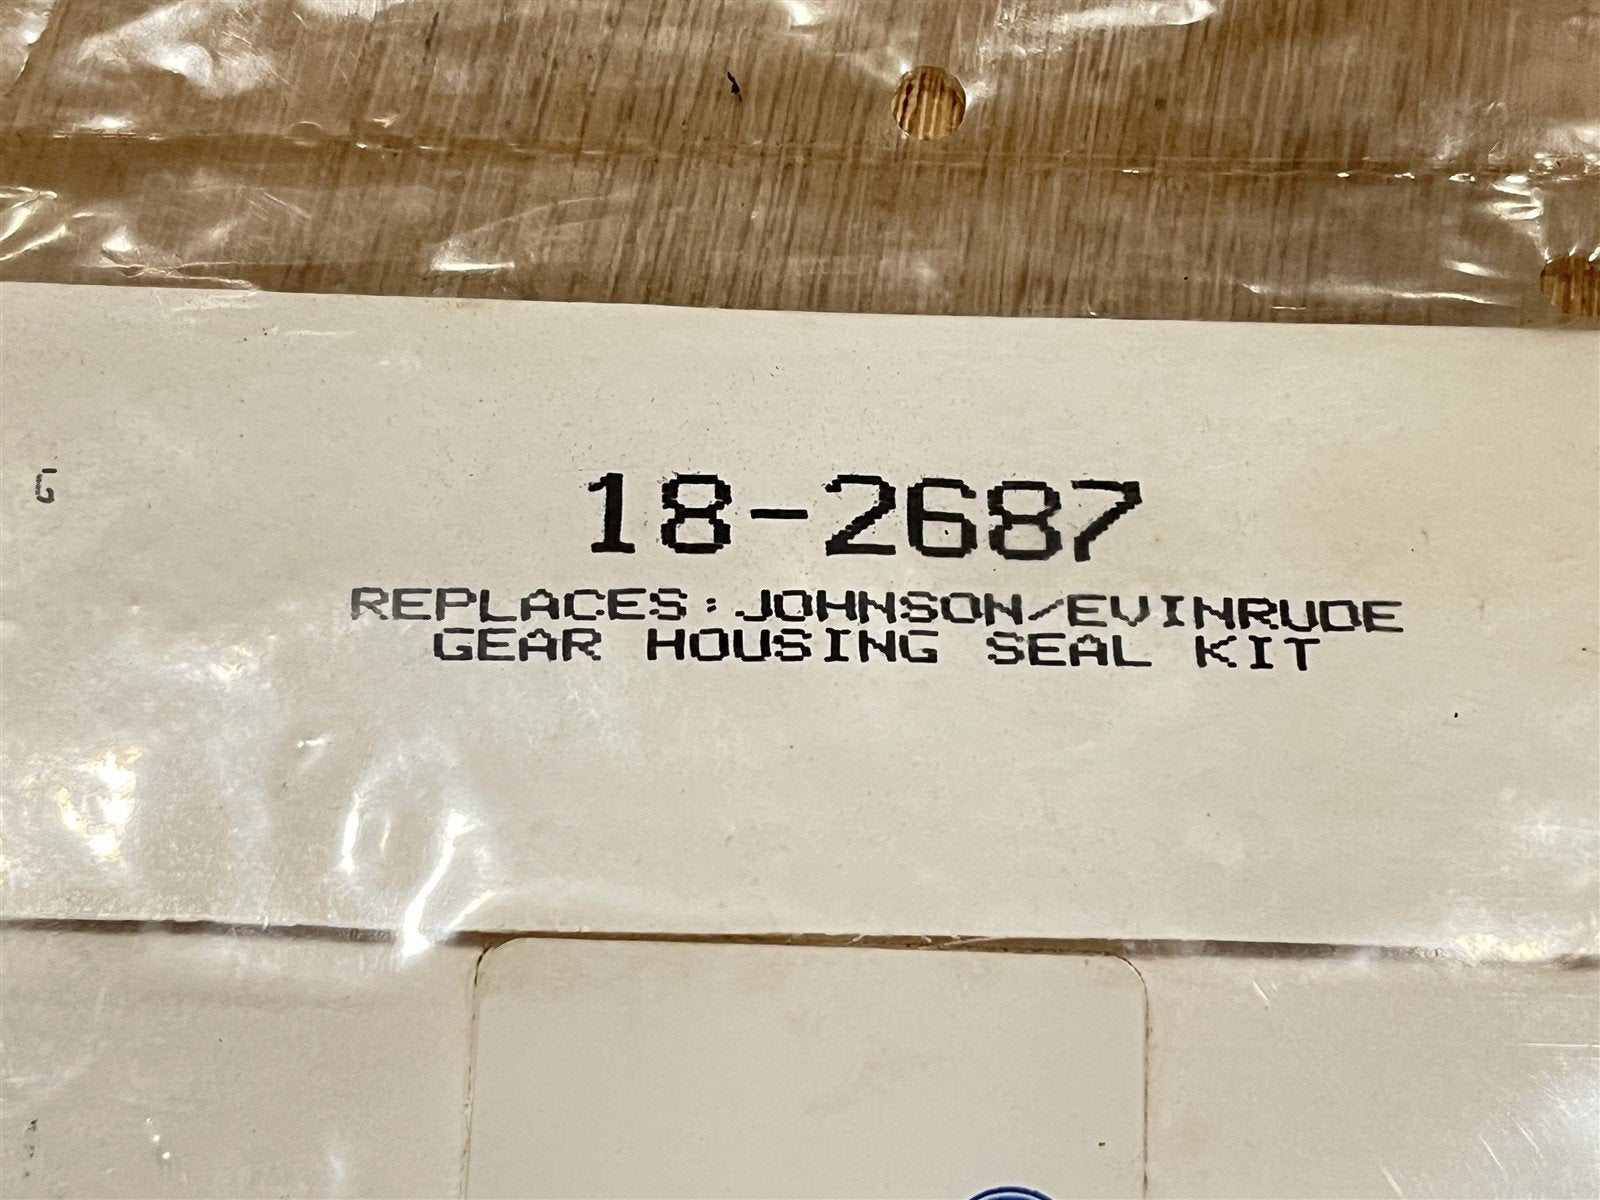 G
18-2687
REPLACES: JOHNSON/EVINRUDE
GEAR HOUSING SEAL KIT